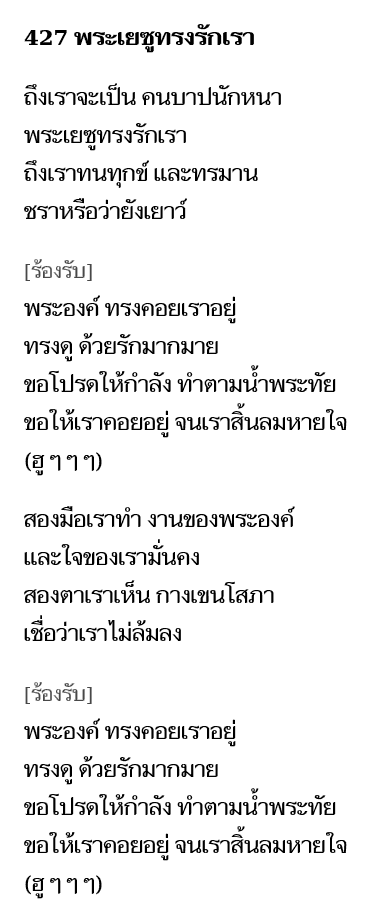 427 พระเยซูทรงรักเรา
ถึงเราจะเป็น คนบาปนักหนา
พระเยซูทรงรักเรา
ถึงเราทนทุกข์ และทรมาน
ชราหรือว่ายังเยาว์
[ร้องรับ]
พระองค์ ทรงคอยเราอยู่
ทรงดู ด้วยรักมากมาย
ขอโปรดให้กำลัง ทำตามน้ำพระทัย
ขอให้เราคอยอยู่ จนเราสิ้นลมหายใจ
(ฮู ๆ ๆ ๆ)
สองมือเราทำ งานของพระองค์
และใจของเรามั่นคง
สองตาเราเห็น กางเขนโสภา
เชื่อว่าเราไม่ล้มลง
[ร้องรับ]
พระองค์ ทรงคอยเราอยู่
ทรงดู ด้วยรักมากมาย
ขอโปรดให้กำลัง ทำตามน้ำพระทัย
ขอให้เราคอยอยู่ จนเราสิ้นลมหายใจ
(ฮู ๆ ๆ ๆ)